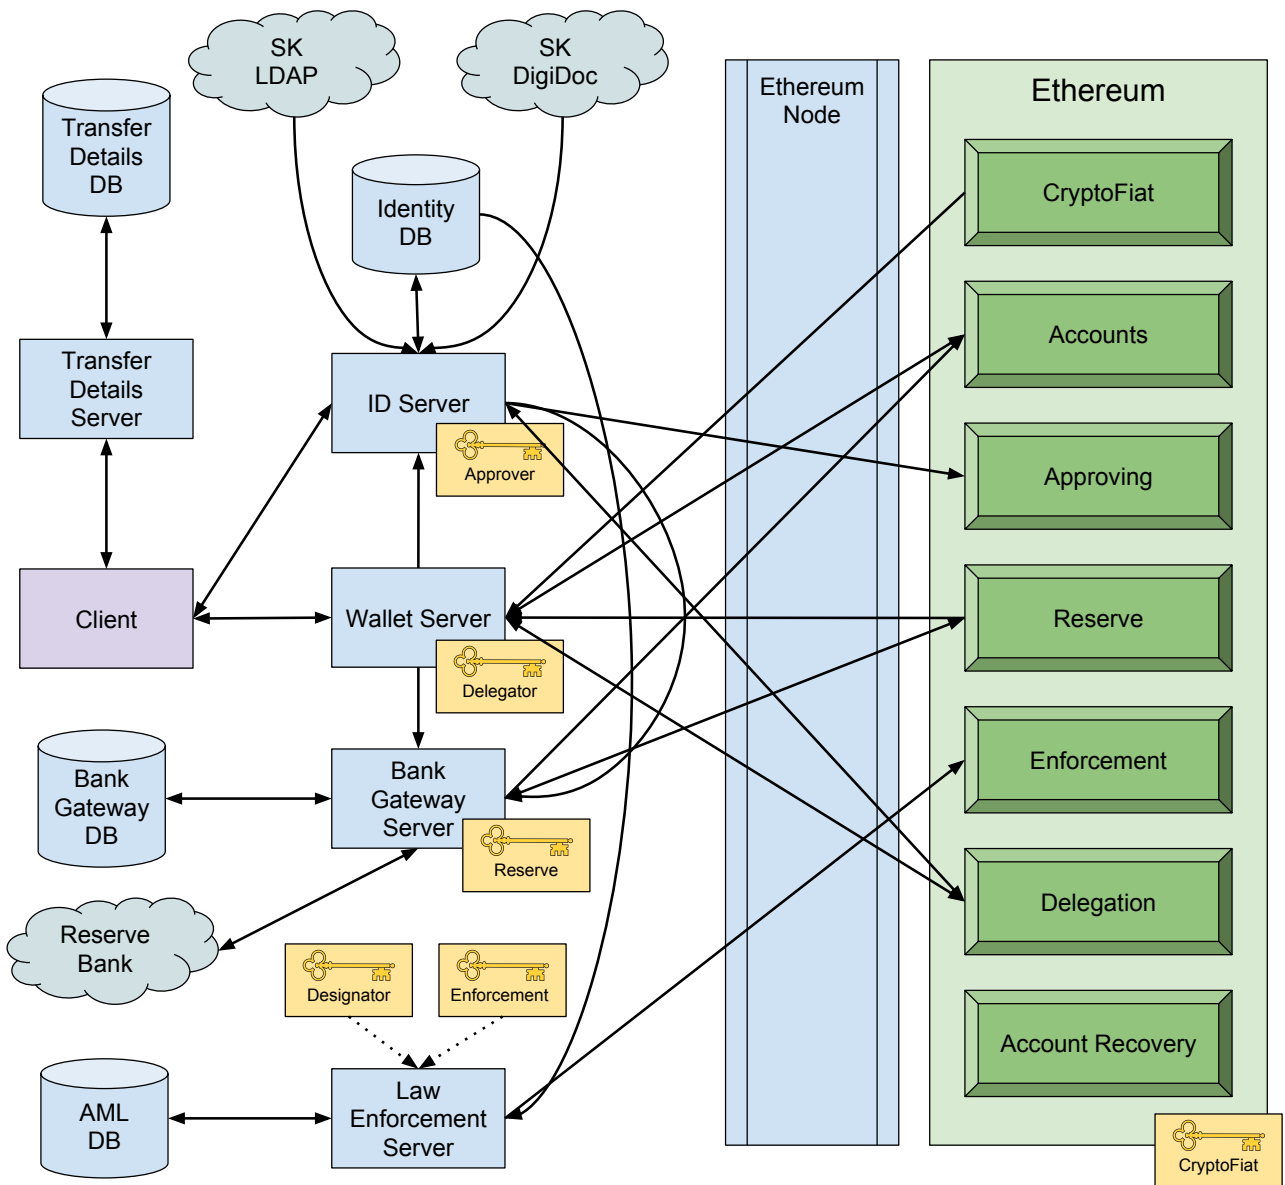 SK
LDAP
SK
DigiDoc
Transfer
Details
DB
Identity
DB
Ethereum
Node
Ethereum
CryptoFiat
Accounts
Approving
Reserve
Enforcement
Delegation
Account Recovery
CryptoFiat
Transfer
Details
Server
ID Server
Approver
Client
Wallet Server
Delegator
Bank
Gateway
DB
Bank
Gateway
Server
Reserve
Reserve
Bank
Designator
Enforcement
AML
DB
Law
Enforcement
Server